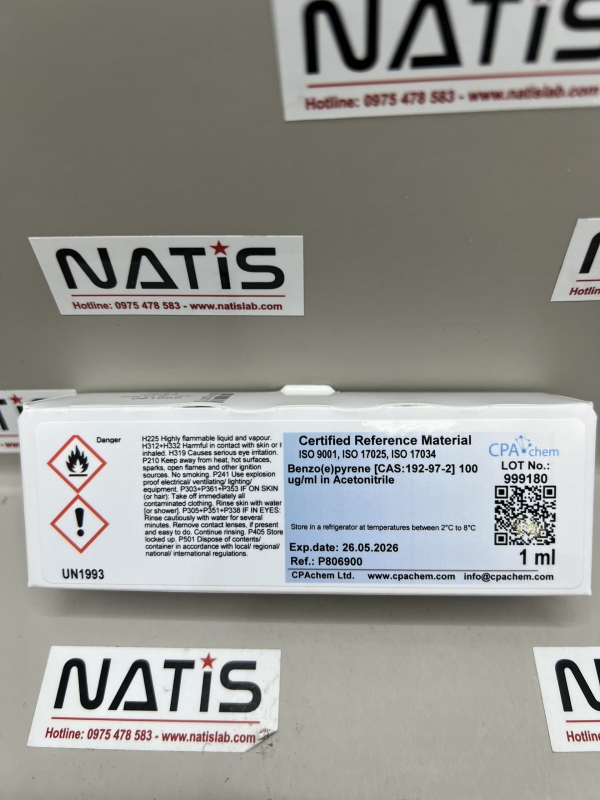 NATIS
Hotline: 0975 478 583 - www.natislab.com
NATIS
Hotline: 0975 478 583 - www.natislab.com
Danger
H225 Highly flammable liquid and vapour.
H312+H332 Harmful in contact with skin or
inhaled. H319 Causes serious eye irritation.
P210 Keep away from heat, hot surfaces,
sparks, open flames and other ignition
sources. No smoking. P241 Use explosion
proof electrical/ ventilating/ lighting/
equipment. P303+P361+P353 IF ON SKIN
(or hair): Take off immediately all
contaminated clothing. Rinse skin with water
[or shower]. P305+P351+P338 IF IN EYES:
Rinse cautiously with water for several
minutes. Remove contact lenses, if present
and easy to do. Continue rinsing. P405 Store
locked up. P501 Dispose of contents/
container in accordance with local/ regional/
national/ international regulations.
UN1993
Certified Reference Material
ISO 9001, ISO 17025, ISO 17034
Benzo(e)pyrene [CAS:192-97-2] 100
ug/ml in Acetonitrile
Store in a refrigerator at temperatures between 2°C to 8°C
Exp.date: 26.05.2026
Ref.: P806900
CPAchem Ltd. www.cpachem.com info@cpachem.com
CPAchem
LOT No.:
999180
1 ml
NATIS
Hotline: 0975 478 583 - www.natislab.com
Hotline:
natislab.com